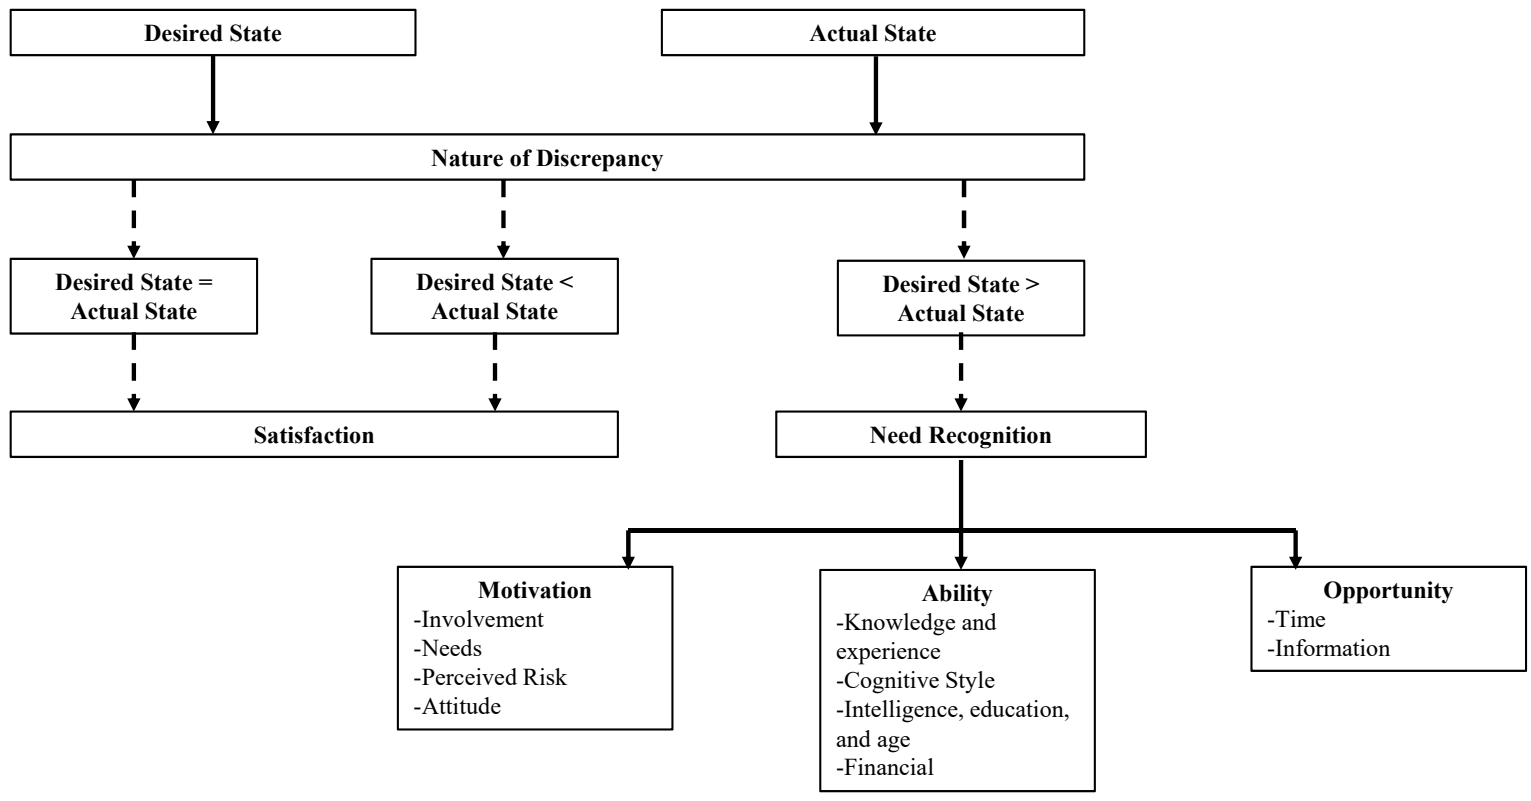 Desired State
Actual State
Nature of Discrepancy
Desired State =
Actual State
Desired State <
Actual State
Desired State >
Actual State
Satisfaction
Need Recognition
Motivation
-Involvement
-Needs
-Perceived Risk
-Attitude
Ability
-Knowledge and
experience
-Cognitive Style
-Intelligence, education,
and age
-Financial
Opportunity
-Time
-Information